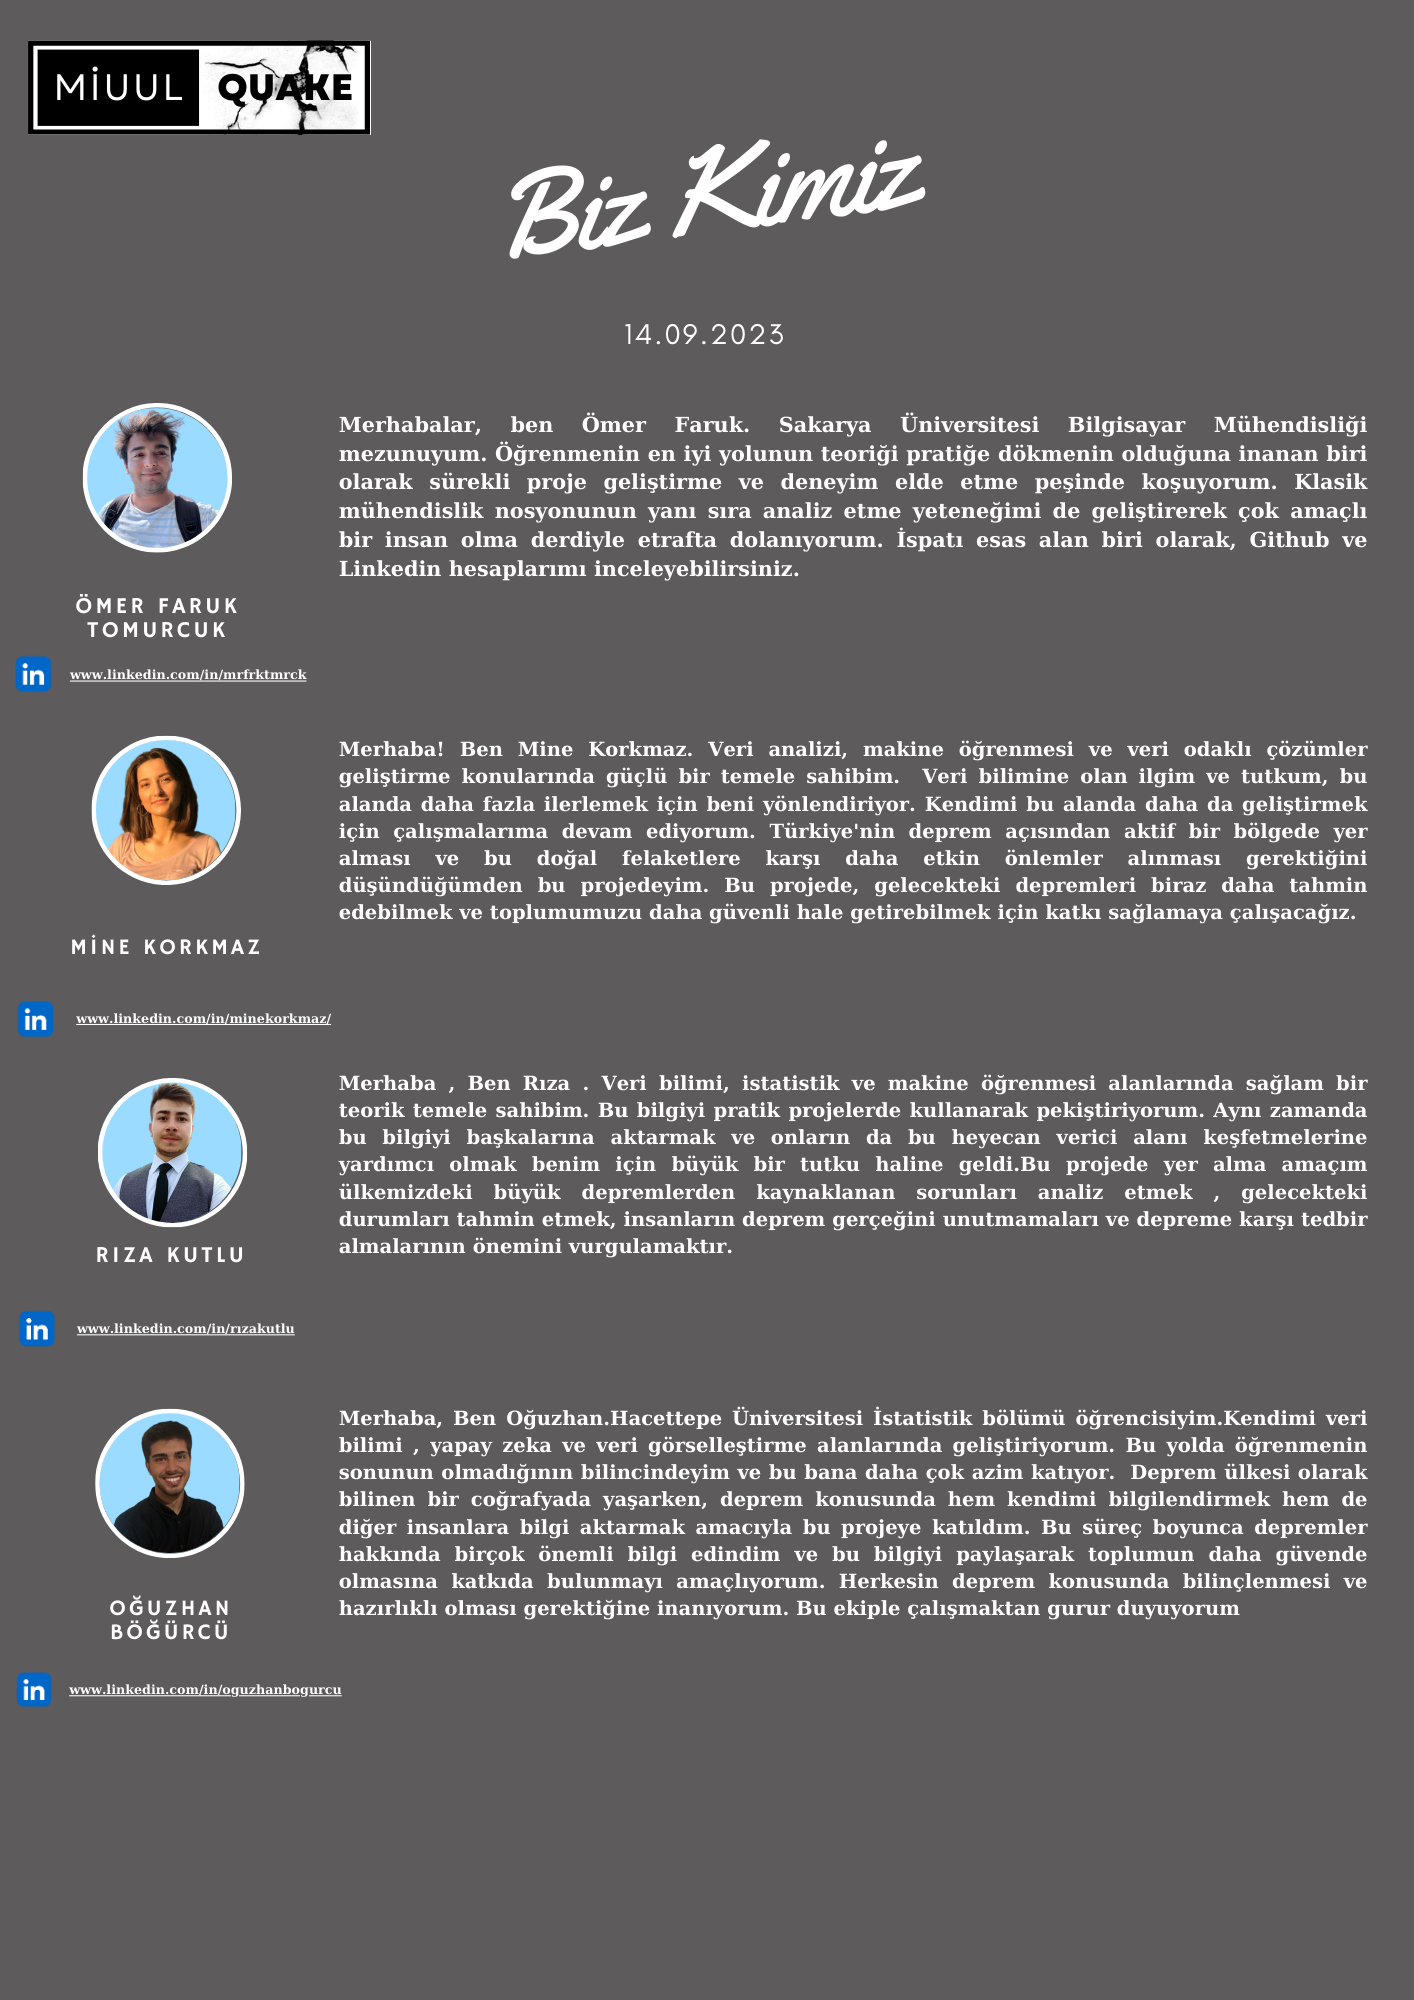 MİUUL QUAKE
Biz Kimiz
14.09.2023
Merhabalar, ben Ömer Faruk. Sakarya Üniversitesi Bilgisayar Mühendisliği
mezunuyum. Öğrenmenin en iyi yolunun teoriği pratiğe dökmenin olduğuna inanan biri
olarak sürekli proje geliştirme ve deneyim elde etme peşinde koşuyorum. Klasik
mühendislik nosyonunun yanı sıra analiz etme yeteneğimi de geliştirerek çok amaçlı
bir insan olma derdiyle etrafta dolanıyorum. İspatı esas alan biri olarak, Github ve
Linkedin hesaplarımı inceleyebilirsiniz.
ÖMER FARUK
TOMURCUK
in www.linkedin.com/in/mrfrktmrck
Merhaba! Ben Mine Korkmaz. Veri analizi, makine öğrenmesi ve veri odaklı çözümler
geliştirme konularında güçlü bir temele sahibim.  Veri bilimine olan ilgim ve tutkum, bu
alanda daha fazla ilerlemek için beni yönlendiriyor. Kendimi bu alanda daha da geliştirmek
için çalışmalarıma devam ediyorum. Türkiye'nin deprem açısından aktif bir bölgede yer
alması ve bu doğal felaketlere karşı daha etkin önlemler alınması gerektiğini
düşündüğümden bu projedeyim. Bu projede, gelecekteki depremleri biraz daha tahmin
edebilmek ve toplumumuzu daha güvenli hale getirebilmek için katkı sağlamaya çalışacağız.
MİNE KORKMAZ
in www.linkedin.com/in/minekorkmaz/
Merhaba , Ben Rıza . Veri bilimi, istatistik ve makine öğrenmesi alanlarında sağlam bir
teorik temele sahibim. Bu bilgiyi pratik projelerde kullanarak pekiştiriyorum. Aynı zamanda
bu bilgiyi başkalarına aktarmak ve onların da bu heyecan verici alanı keşfetmelerine
yardımcı olmak benim için büyük bir tutku haline geldi.Bu projede yer alma amaçım
ülkemizdeki büyük depremlerden kaynaklanan sorunları analiz etmek , gelecekteki
durumları tahmin etmek, insanların deprem gerçeğini unutmamaları ve depreme karşı tedbir
almalarının önemini vurgulamaktır.
RIZA KUTLU
in www.linkedin.com/in/rızakutlu
Merhaba, Ben Oğuzhan.Hacettepe Üniversitesi İstatistik bölümü öğrencisiyim.Kendimi veri
bilimi , yapay zeka ve veri görselleştirme alanlarında geliştiriyorum. Bu yolda öğrenmenin
sonunun olmadığının bilincindeyim ve bu bana daha çok azim katıyor.  Deprem ülkesi olarak
bilinen bir coğrafyada yaşarken, deprem konusunda hem kendimi bilgilendirmek hem de
diğer insanlara bilgi aktarmak amacıyla bu projeye katıldım. Bu süreç boyunca depremler
hakkında birçok önemli bilgi edindim ve bu bilgiyi paylaşarak toplumun daha güvende
olmasına katkıda bulunmayı amaçlıyorum. Herkesin deprem konusunda bilinçlenmesi ve
hazırlıklı olması gerektiğine inanıyorum. Bu ekiple çalışmaktan gurur duyuyorum
OĞUZHAN
BÖĞÜRCÜ
in www.linkedin.com/in/oguzhanbogurcu